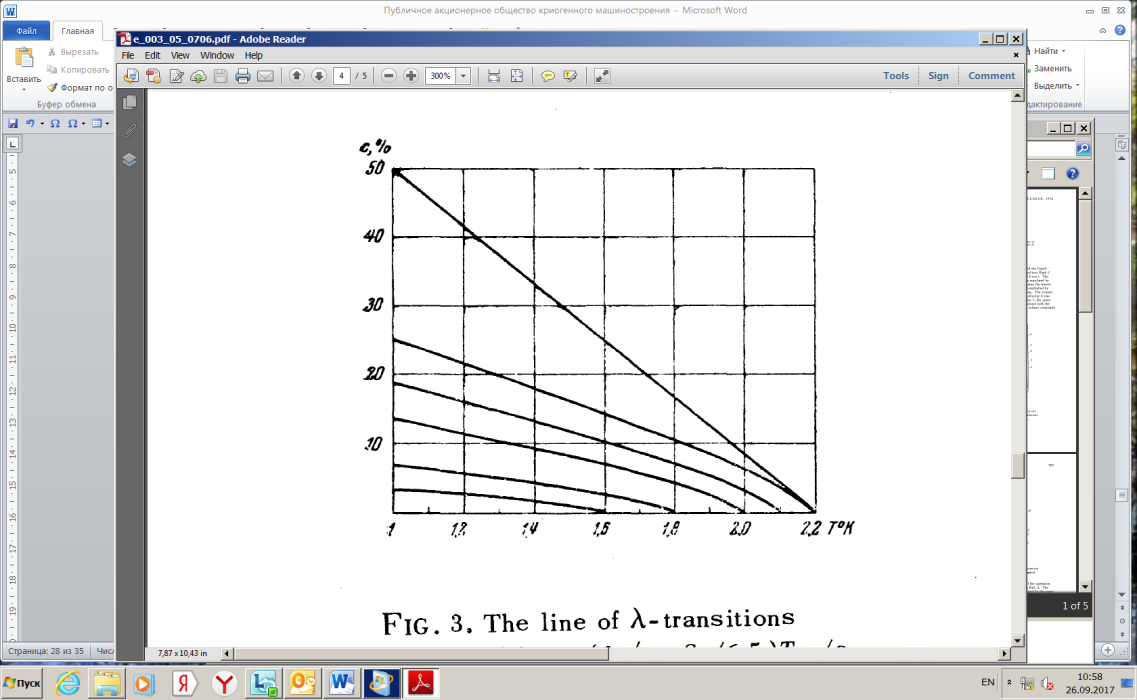 Публичное акционерное общество криогенного машиностроения - Microsoft Word
Файл
Главная
Вырезать
Копировать
Формат по о
Вставить
Буфер обмена
Найти
Заменить
Выделить
дактирование
e_003_05_0706.pdf - Adobe Reader
File Edit View Window Help
4 / 5
300%
Tools Sign Comment
c,%
50
40
30
20
10
1 1,2 1,4 1,6 1,8 2,0 2,2 T°K
FIG. 3. The line of λ-transitions
7,87 x 10,43 in
1 of 5
Страница: 28 из 35
Чис
Пуск
EN
10:58
26.09.2017